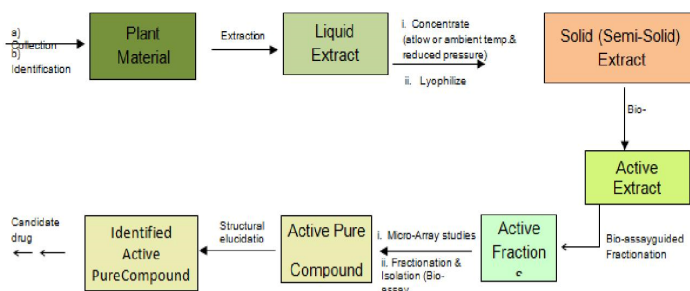 a)
Collection
b)
Identification
Plant
Material
Extraction
Liquid
Extract
i. Concentrate
(atlow or ambient temp.&
reduced pressure)
ii. Lyophilize
Solid (Semi-Solid)
Extract
Bio-
Active
Extract
Bio-assayguided
Fractionation
Active
Fraction
s
i. Micro-Array studies
ii. Fractionation &
Isolation (Bio-
assay
Active Pure
Compound
Structural
elucidatio
Identified
Active
PureCompound
Candidate
drug